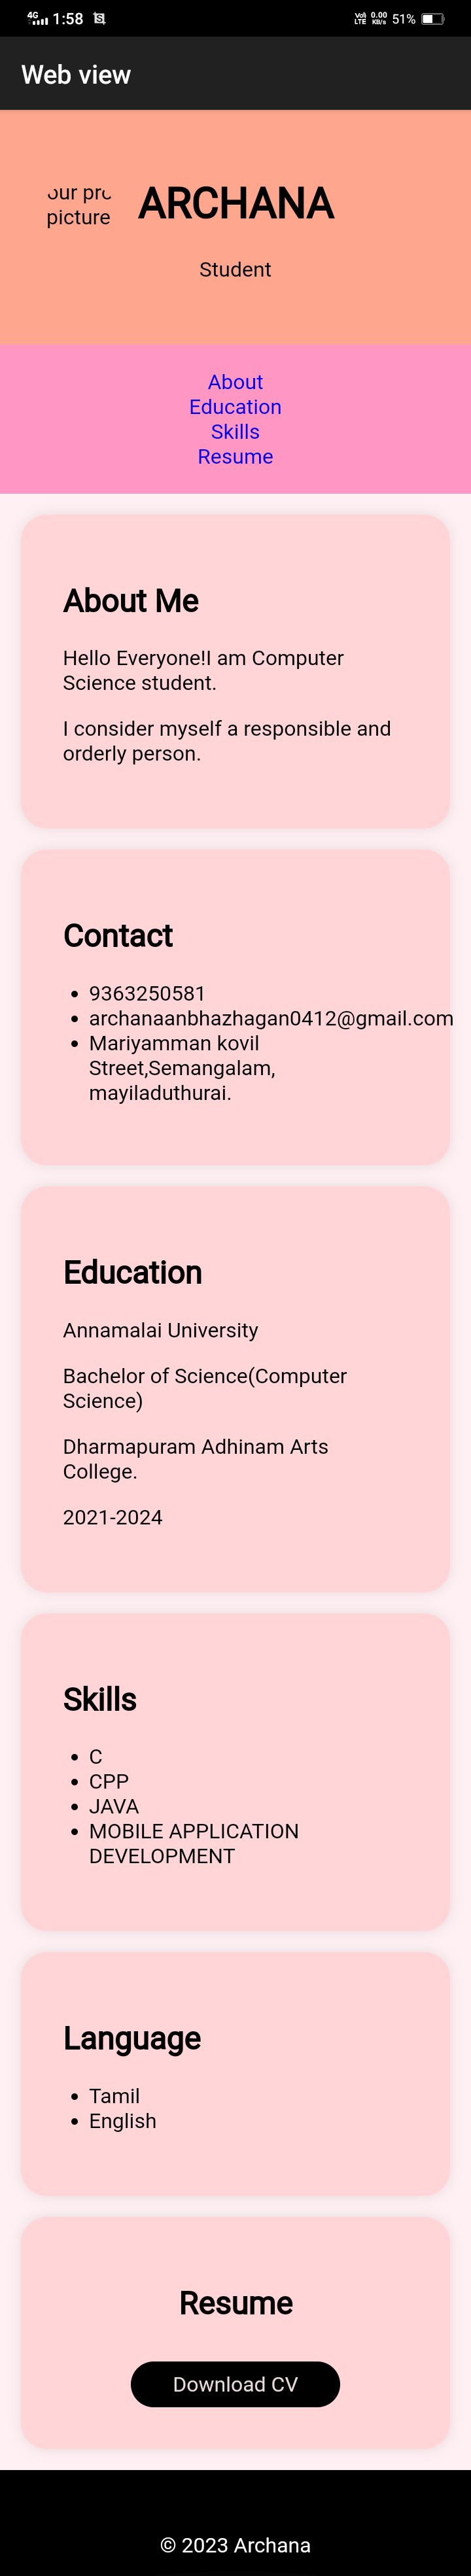 4G 1:58 VoD LTE 0.00 KB/s 51%
Web view
our pro
picture
ARCHANA
Student
About
Education
Skills
Resume
About Me
Hello Everyone!I am Computer
Science student.
I consider myself a responsible and
orderly person.
Contact
9363250581
archanaanbhazhagan0412@gmail.com
Mariyamman kovil
Street,Semangalam,
mayiladuthurai.
Education
Annamalai University
Bachelor of Science(Computer
Science)
Dharmapuram Adhinam Arts
College.
2021-2024
Skills
C
CPP
JAVA
MOBILE APPLICATION
DEVELOPMENT
Language
Tamil
English
Resume
Download CV
© 2023 Archana